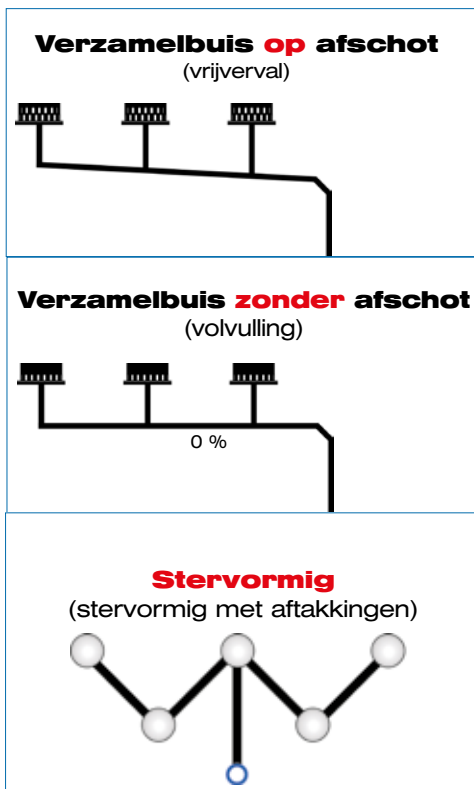 Verzamelbuis op afschot
(vrijverval)
Verzamelbuis zonder afschot
(volvulling)
0 %
Stervormig
(stervormig met aftakkingen)